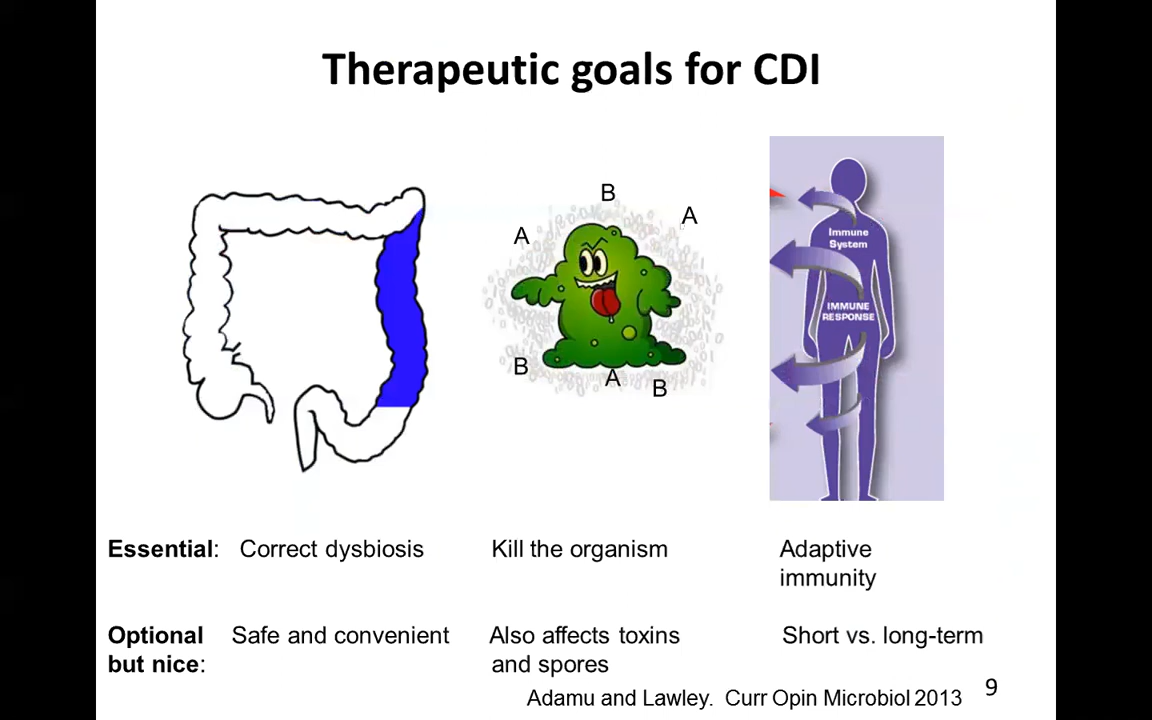 Therapeutic goals for CDI
B
A
A
Immune
System
IMMUNE
RESPONSE
B
A
B
Essential: Correct dysbiosis Kill the organism Adaptive
immunity
Optional Safe and convenient Also affects toxins Short vs. long-term
but nice: and spores
Adamu and Lawley. Curr Opin Microbiol 2013 9